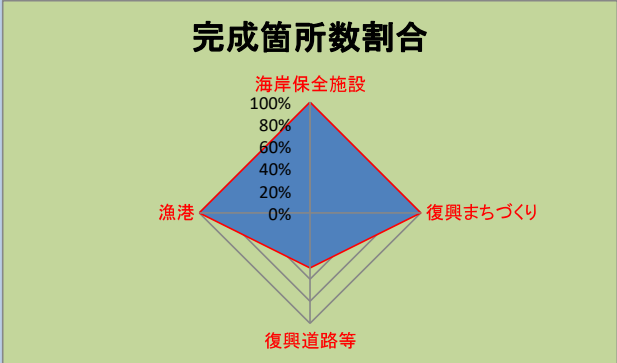 完成箇所数割合
海岸保全施設
100%
80%
60%
40%
20%
0%
漁港
復興まちづくり
復興道路等